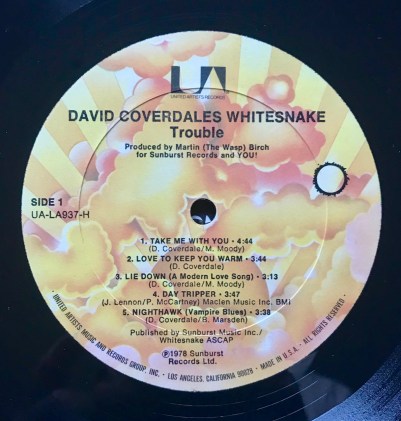 UA
UNITED ARTISTS RECORDS
DAVID COVERDALES WHITESNAKE
Trouble
Produced by Martin (The Wasp) Birch
for Sunburst Records and YOU!
SIDE 1
UA-LA937-H
1. TAKE ME WITH YOU • 4:44
(D. Coverdale/M. Moody)
2. LOVE TO KEEP YOU WARM • 3:44
(D. Coverdale)
3. LIE DOWN (A Modern Love Song) • 3:13
(D. Coverdale/M. Moody)
4. DAY TRIPPER • 3:47
(J. Lennon/P. McCartney) Maclen Music Inc. BMI
5. NIGHTHAWK (Vampire Blues) • 3:38
(D. Coverdale/B. Marsden)
Published by Sunburst Music Inc./
Whitesnake ASCAP
℗1978 Sunburst
Records Ltd.
UNITED ARTISTS MUSIC AND RECORDS GROUP, INC. • LOS ANGELES, CALIFORNIA 90028 • MADE IN U.S.A. • ALL RIGHTS RESERVED.